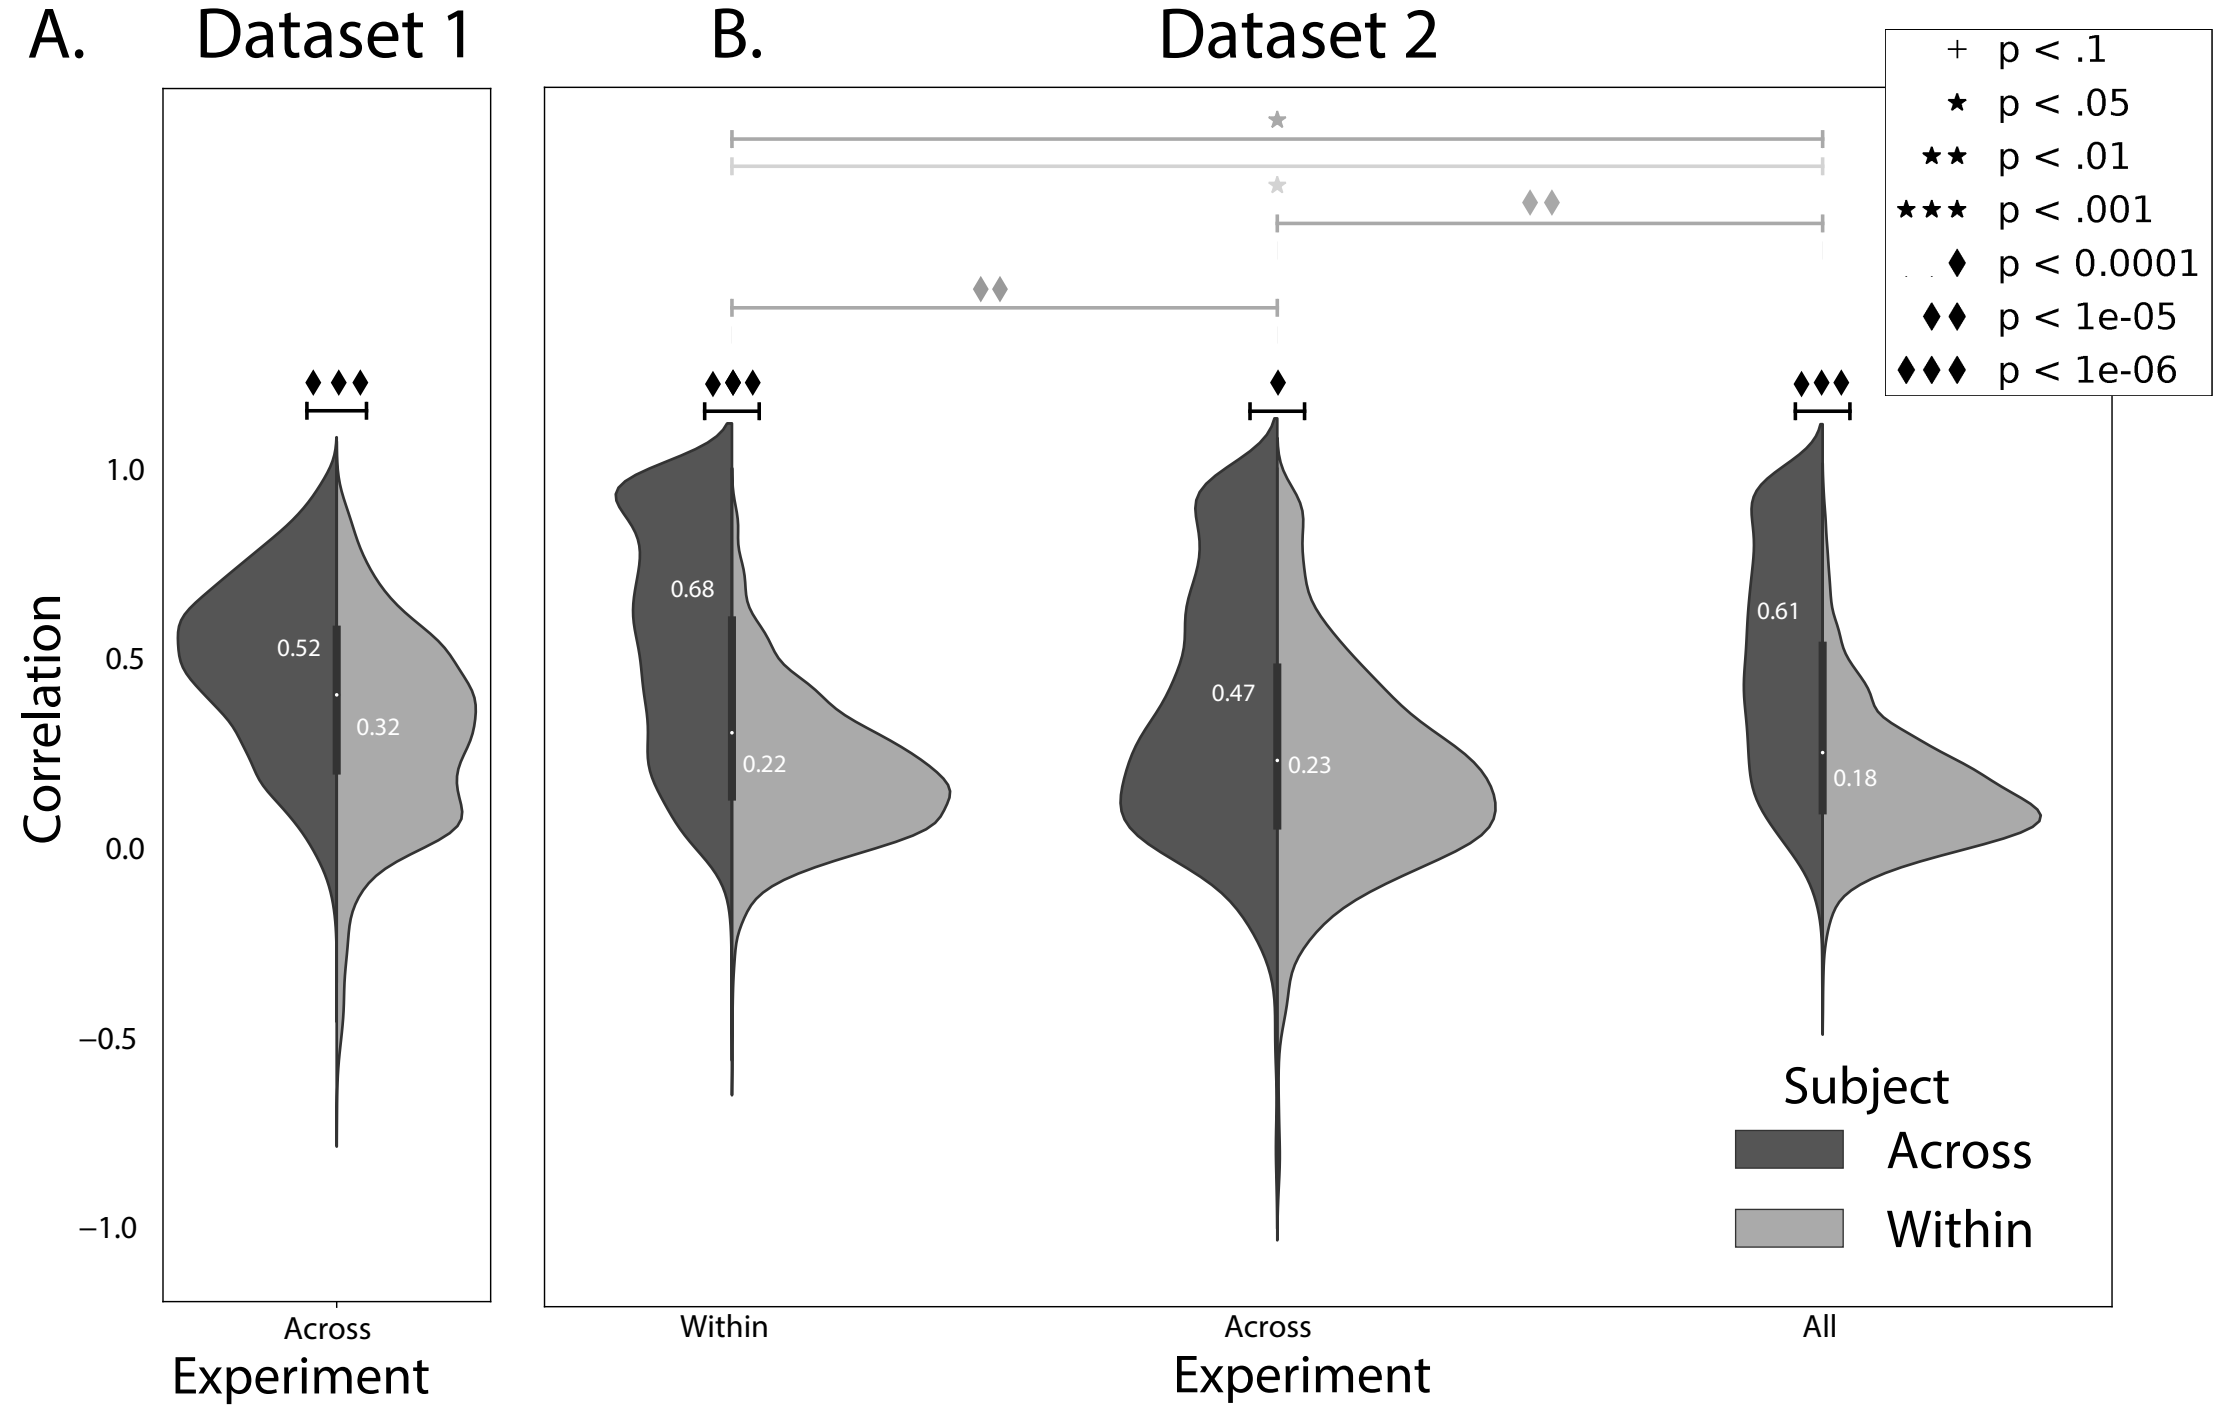 A. Dataset 1
B. Dataset 2
+ p < .1
★ p < .05
★★ p < .01
★★★ p < .001
♦ p < 0.0001
♦♦ p < 1e-05
♦♦♦ p < 1e-06
★
★
♦♦
♦♦
♦♦♦
♦♦♦
♦
♦♦♦
Correlation
1.0
0.5
0.0
−0.5
−1.0
0.52
0.32
0.68
0.22
0.47
0.23
0.61
0.18
Subject
Across
Within
Across
Experiment
Within
Across
All
Experiment